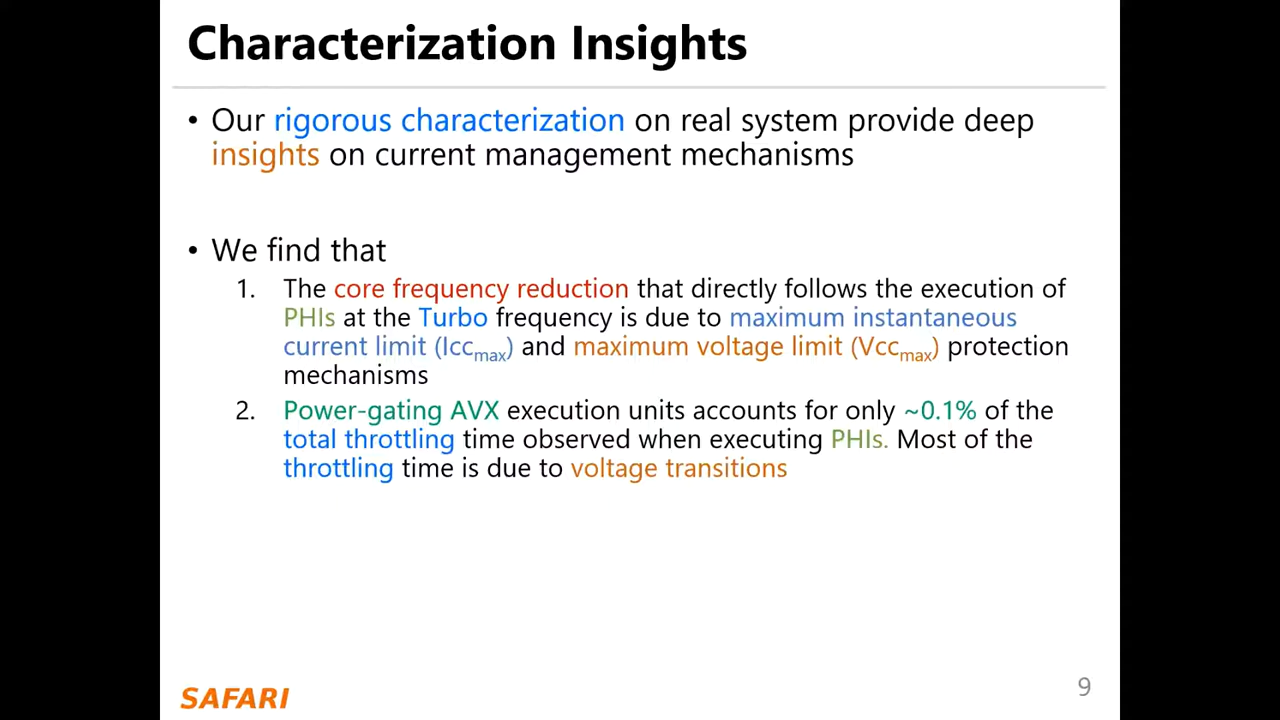 Characterization Insights
• Our rigorous characterization on real system provide deep
insights on current management mechanisms
• We find that
1. The core frequency reduction that directly follows the execution of
PHIs at the Turbo frequency is due to maximum instantaneous
current limit (Iccmax) and maximum voltage limit (Vccmax) protection
mechanisms
2. Power-gating AVX execution units accounts for only ~0.1% of the
total throttling time observed when executing PHIs. Most of the
throttling time is due to voltage transitions
SAFARI
9